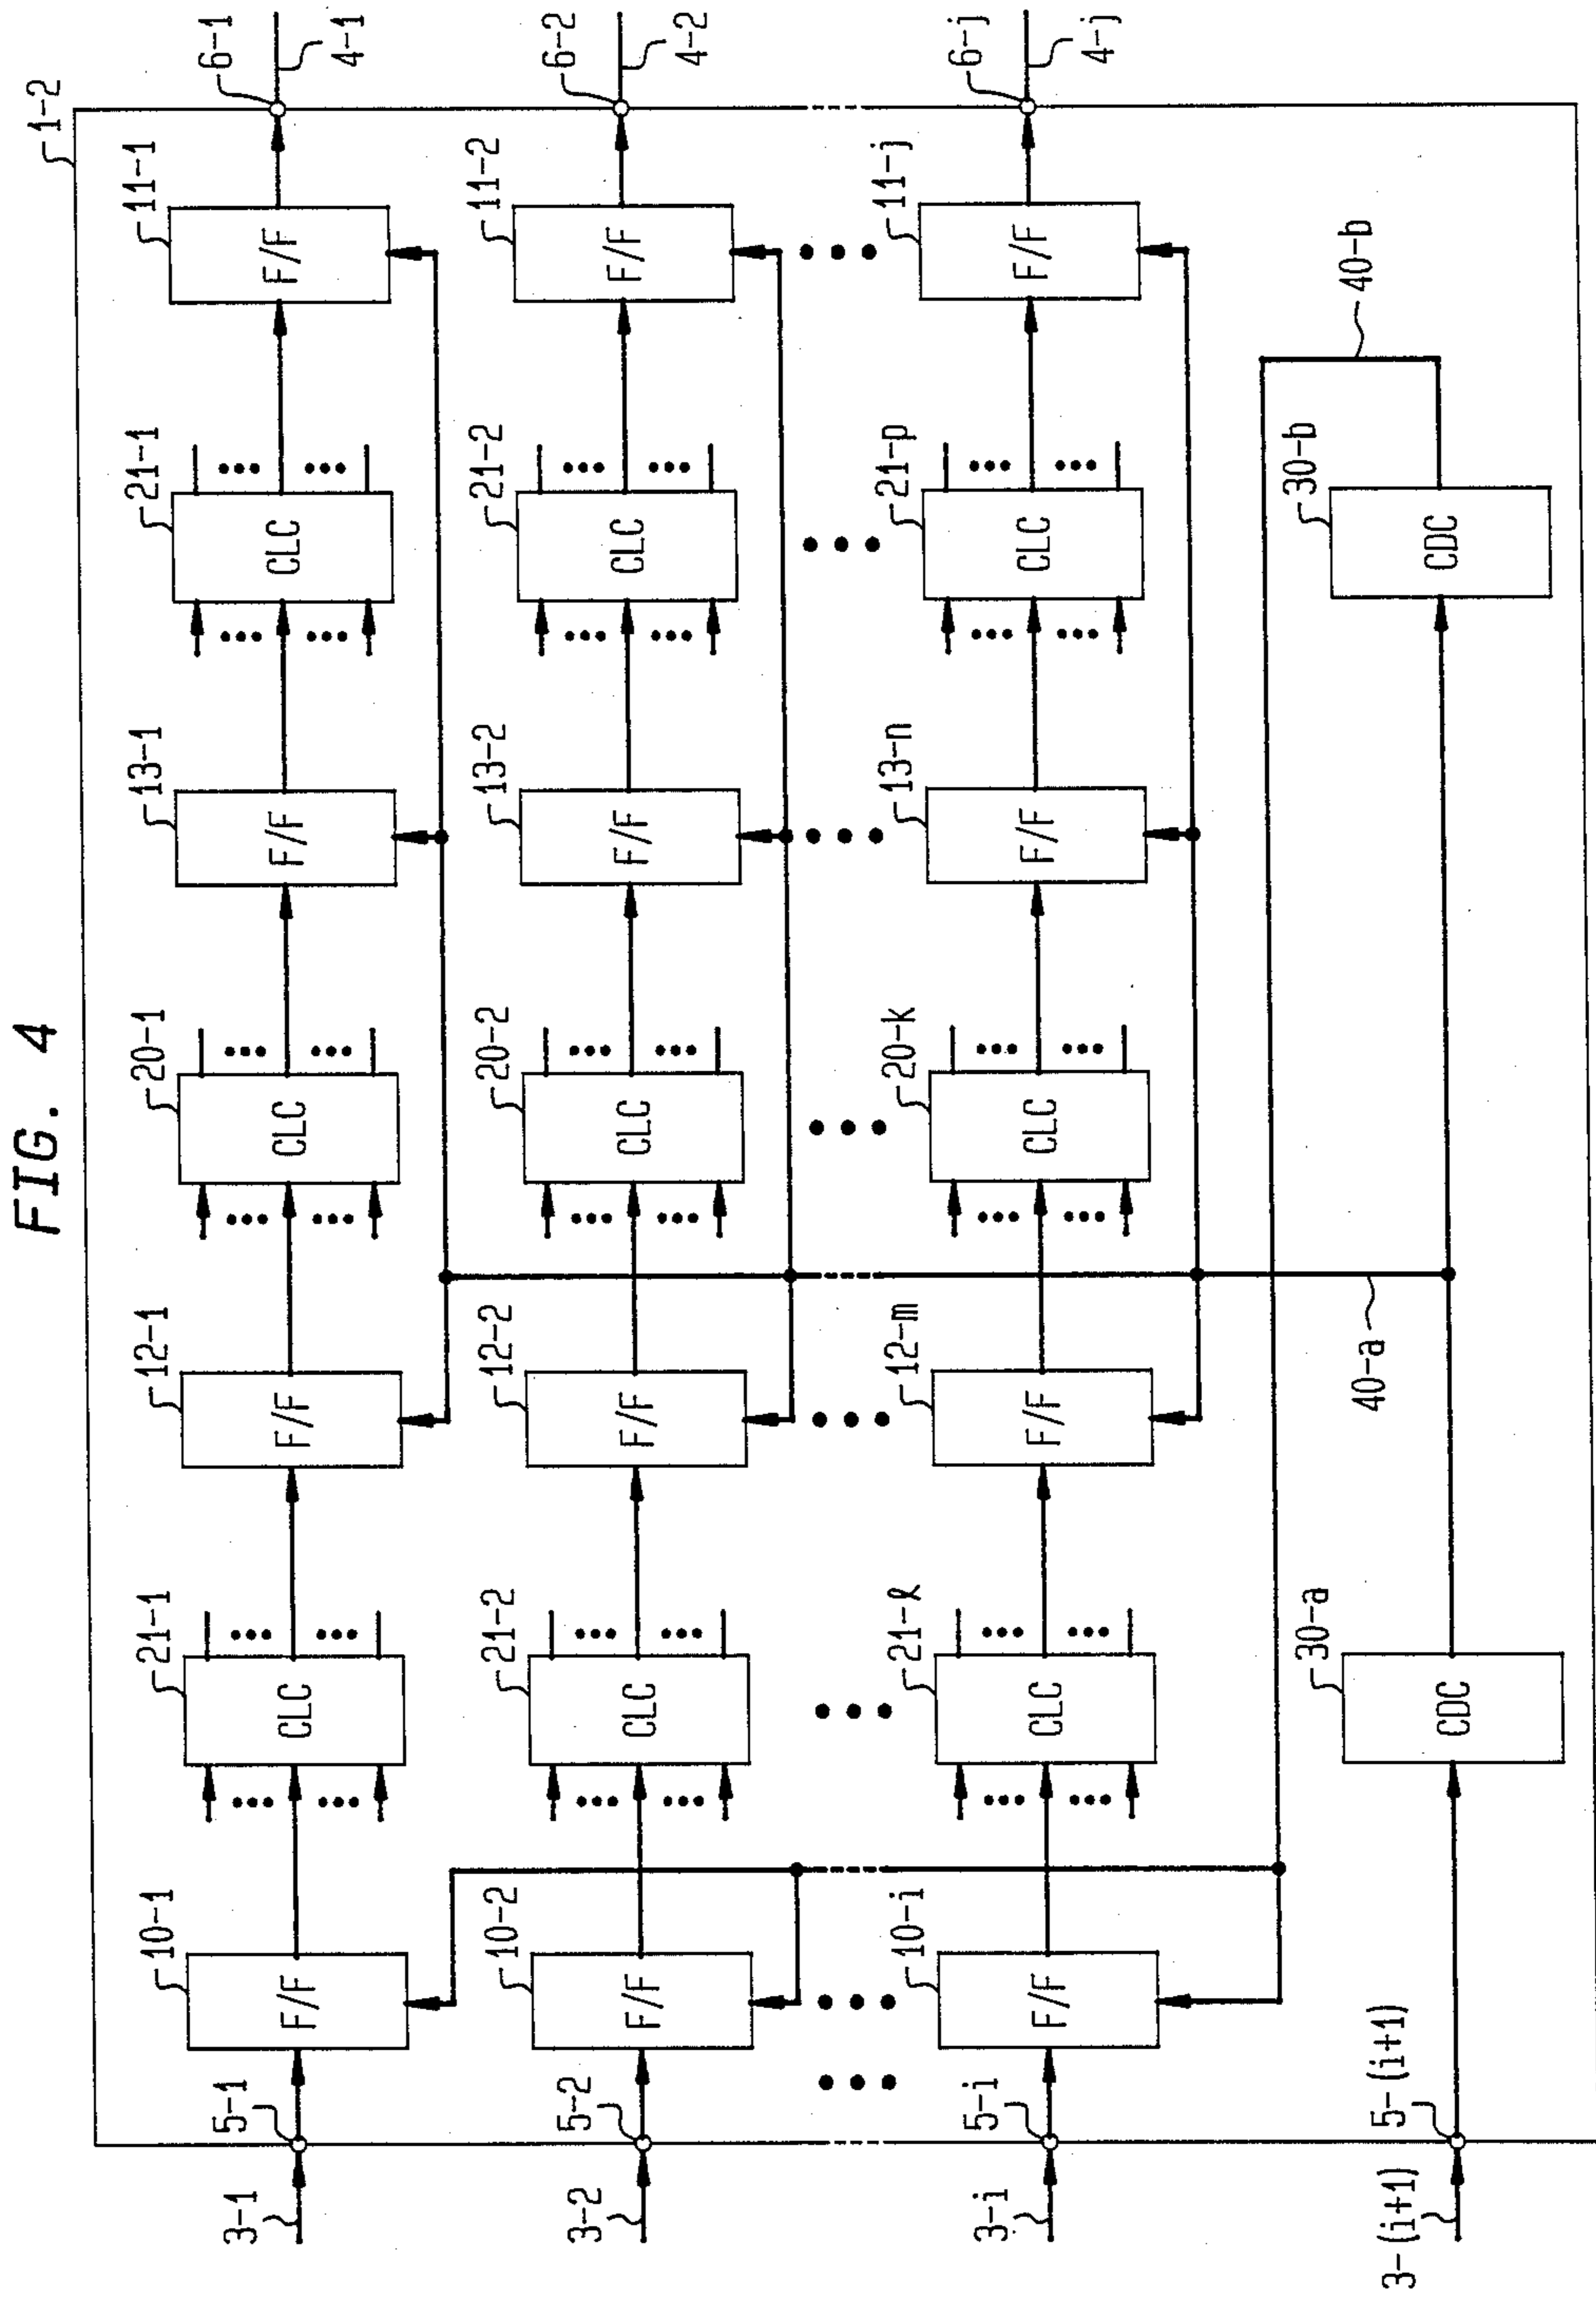 FIG. 4
1-2
3-1
5-1
10-1
F/F
21-1
CLC
12-1
F/F
20-1
CLC
13-1
F/F
21-1
CLC
11-1
F/F
6-1
4-1
3-2
5-2
10-2
F/F
21-2
CLC
12-2
F/F
20-2
CLC
13-2
F/F
21-2
CLC
11-2
F/F
6-2
4-2
3-i
5-i
10-i
F/F
21-ℓ
CLC
12-m
F/F
20-k
CLC
13-n
F/F
21-p
CLC
11-j
F/F
6-j
4-j
3-(i+1)
5-(i+1)
30-a
CDC
40-a
30-b
CDC
40-b